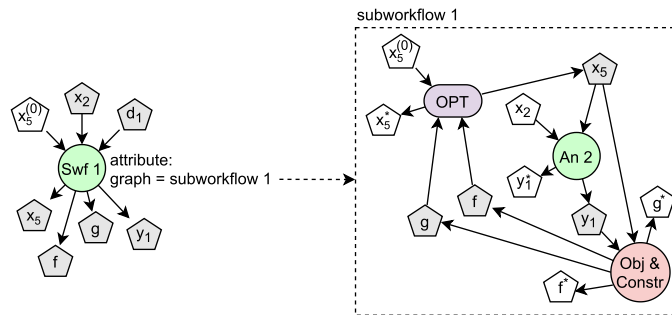 subworkflow 1
x₅⁽⁰⁾
x₂
d₁
Swf 1
attribute:
graph = subworkflow 1
x₅
f
g
y₁
x₅⁽⁰⁾
OPT
x₅*
x₅
x₂
An 2
y₁*
y₁
g
f
g*
Obj &
Constr
f*